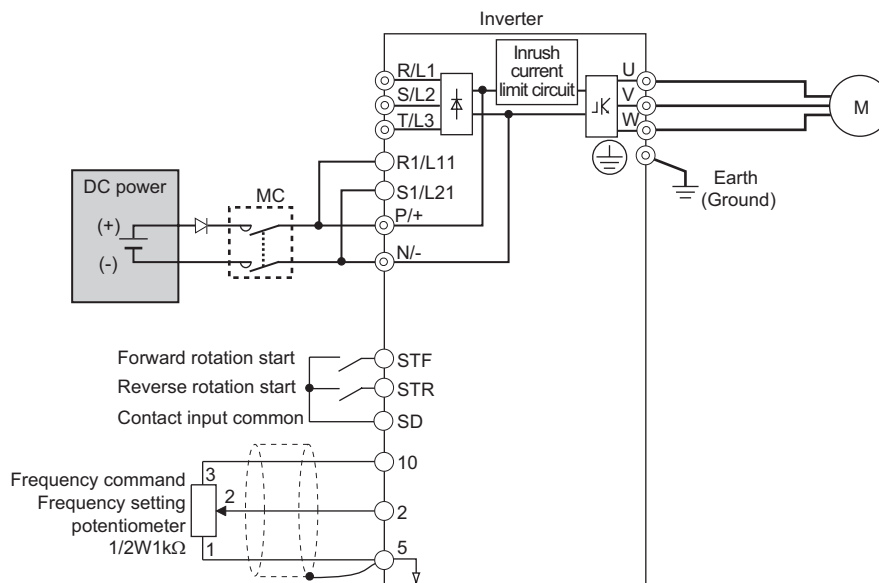 Inverter
R/L1
S/L2
T/L3
Inrush
current
limit circuit
U
V
W
M
R1/L11
S1/L21
DC power
MC
(+)
(-)
P/+
N/-
Earth
(Ground)
Forward rotation start
STF
Reverse rotation start
STR
Contact input common
SD
10
3
Frequency command
Frequency setting
potentiometer
1/2W1kΩ
2
2
1
5